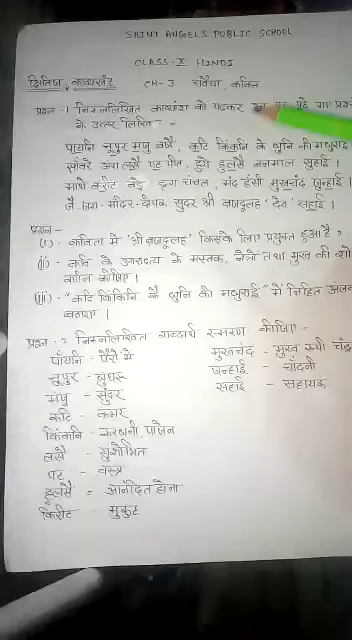 SAINT ANGEL'S PUBLIC SCHOOL
CLASS-X HINDI
क्षितिज, काव्यखंड CH-3 सवैया, कवित्त
प्रश्न-1 निम्नलिखित काव्यांश को पढ़कर पूछे गए
के उत्तर लिखिए -
पाँयनि नूपुर मंजु बजैं, कटि किंकिनि कै धुनि की मधुराई
साँवरे अंग लसै पट पीत, हिये हुलसै बनमाल सुहाई।
माथे किरीट बड़े दृग चंचल, मंद हँसी मुखचंद जुन्हाई।
जै जग-मंदिर-दीपक सुंदर श्री ब्रजदूलह 'देव' सहाई।
प्रश्न-
(i) - कविता में 'श्रीब्रजदूलह' किसके लिए प्रयुक्त हुआ है?
(ii) - कवि के आराध्य के मस्तक, नेत्रों तथा मुख की
वर्णन कीजिए।
(iii) - "कटि किंकिनि कै धुनि की मधुराई" में निहित
बताइए।
प्रश्न-2 निम्नलिखित शब्दार्थ स्मरण कीजिए-
पाँयनि - पैरों में मुखचंद - मुख रूपी चंद्र
नूपुर - घुंघरू जुन्हाई - चाँदनी
मंजु - सुंदर सहाई - सहायक
कटि - कमर
किंकिनि - करधनी, पाजेब
लसै - सुशोभित
पट - वस्त्र
हुलसै - आनंदित होना
किरीट - मुकुट